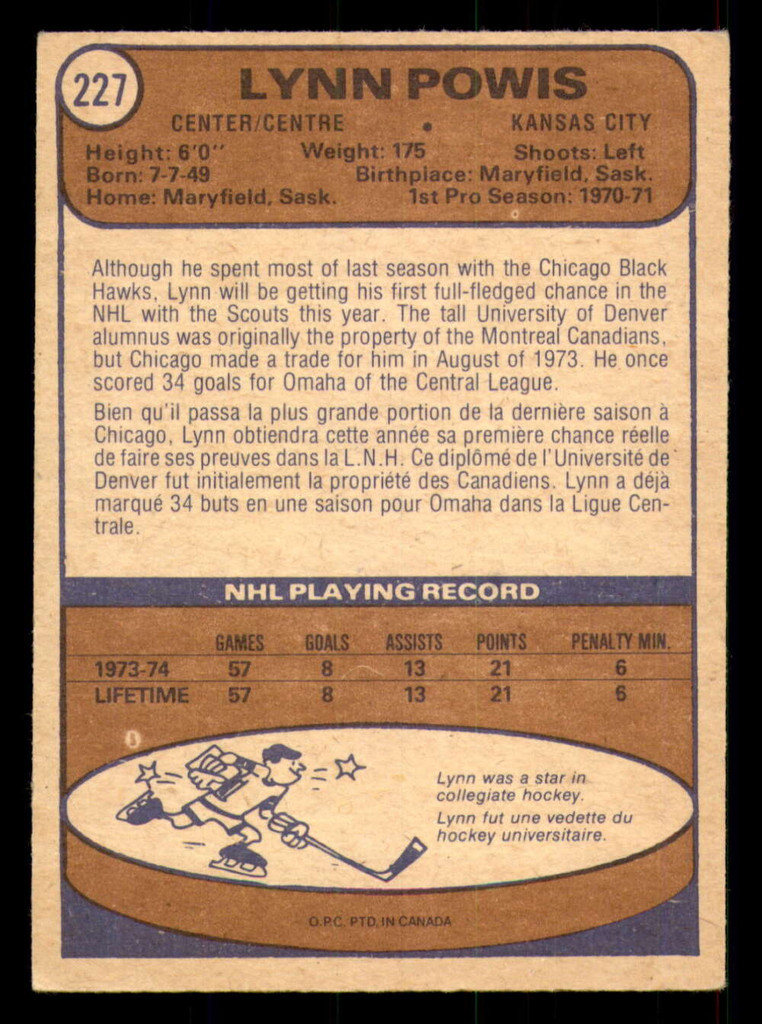 227
LYNN POWIS
CENTER/CENTRE • KANSAS CITY
Height: 6'0" Weight: 175 Shoots: Left
Born: 7-7-49 Birthplace: Maryfield, Sask.
Home: Maryfield, Sask. 1st Pro Season: 1970-71
Although he spent most of last season with the Chicago Black
Hawks, Lynn will be getting his first full-fledged chance in the
NHL with the Scouts this year. The tall University of Denver
alumnus was originally the property of the Montreal Canadians,
but Chicago made a trade for him in August of 1973. He once
scored 34 goals for Omaha of the Central League.
Bien qu'il passa la plus grande portion de la dernière saison à
Chicago, Lynn obtiendra cette année sa première chance réelle
de faire ses preuves dans la L.N.H. Ce diplômé de l'Université de
Denver fut initialement la propriété des Canadiens. Lynn a déjà
marqué 34 buts en une saison pour Omaha dans la Ligue Cen-
trale.
NHL PLAYING RECORD
GAMES GOALS ASSISTS POINTS PENALTY MIN.
1973-74 57 8 13 21 6
LIFETIME 57 8 13 21 6
Lynn was a star in
collegiate hockey.
Lynn fut une vedette du
hockey universitaire.
O.P.C. PTD. IN CANADA